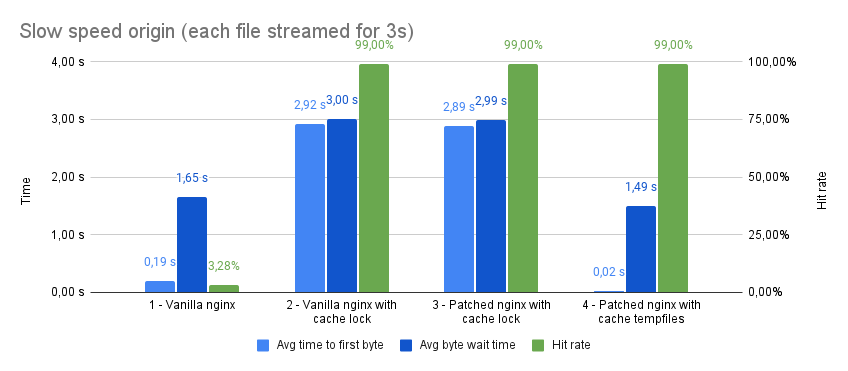 Slow speed origin (each file streamed for 3s)
99,00%
99,00%
99,00%
4,00 s
100,00%
2,92 s
3,00 s
2,89 s
2,99 s
3,00 s
75,00%
1,65 s
1,49 s
2,00 s
50,00%
Time
Hit rate
1,00 s
25,00%
0,19 s
3,28%
0,02 s
0,00 s
0,00%
1 - Vanilla nginx
2 - Vanilla nginx with
cache lock
3 - Patched nginx with
cache lock
4 - Patched nginx with
cache tempfiles
Avg time to first byte
Avg byte wait time
Hit rate